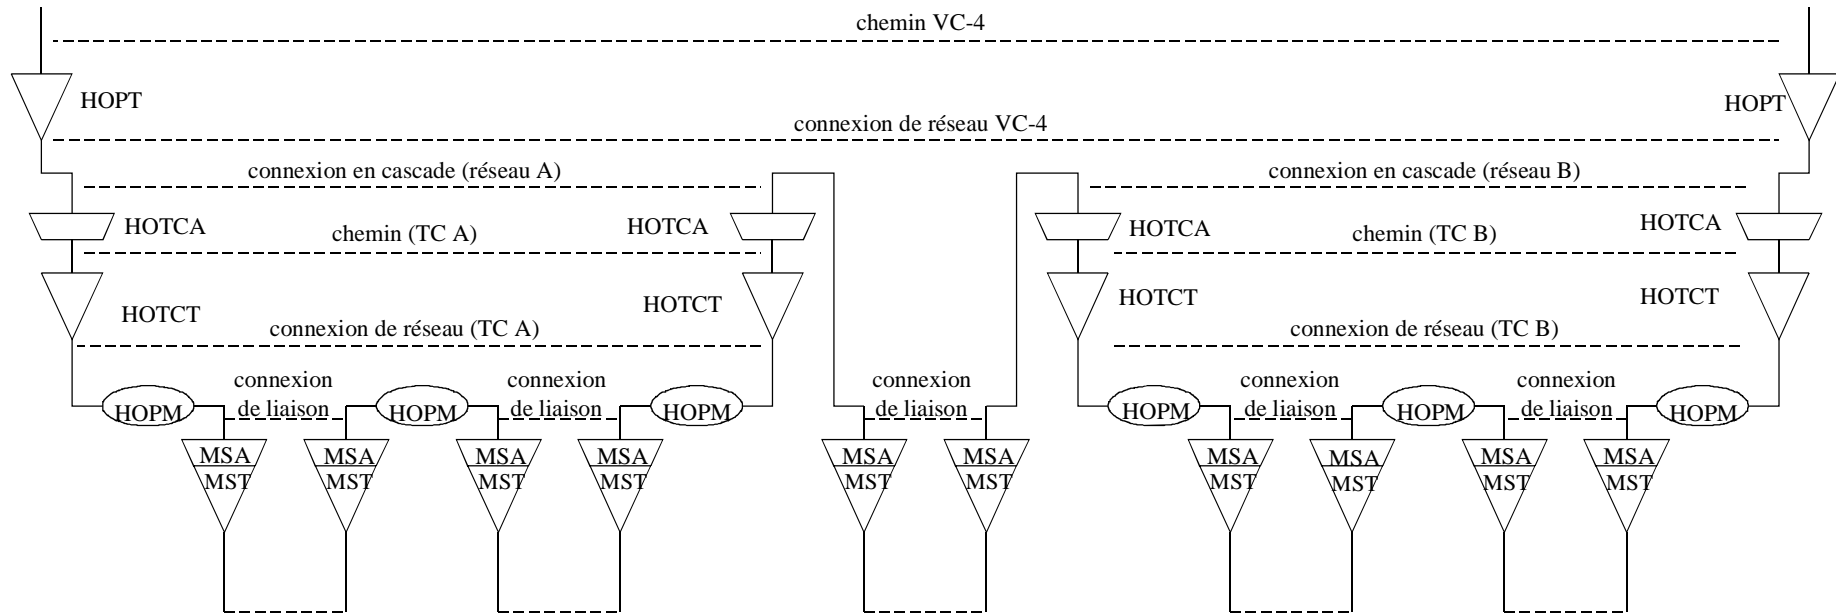 chemin VC-4
HOPT
HOPT
connexion de réseau VC-4
connexion en cascade (réseau A)
connexion en cascade (réseau B)
HOTCA
HOTCA
HOTCA
HOTCA
chemin (TC A)
chemin (TC B)
HOTCT
HOTCT
HOTCT
HOTCT
connexion de réseau (TC A)
connexion de réseau (TC B)
connexion
de liaison
connexion
de liaison
connexion
de liaison
connexion
de liaison
connexion
de liaison
HOPM
HOPM
HOPM
HOPM
HOPM
HOPM
MSA
MST
MSA
MST
MSA
MST
MSA
MST
MSA
MST
MSA
MST
MSA
MST
MSA
MST
MSA
MST
MSA
MST